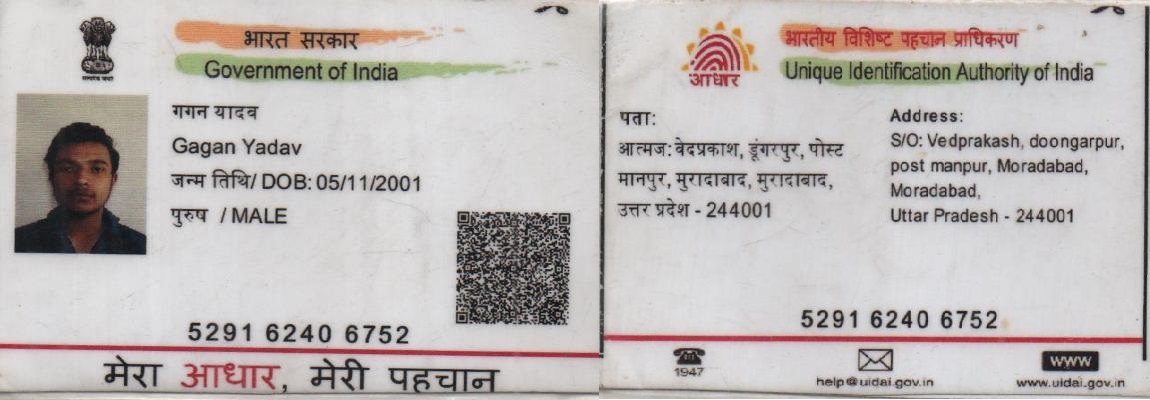 भारत सरकार
Government of India
गगन यादव
Gagan Yadav
जन्म तिथि/ DOB: 05/11/2001
पुरुष / MALE
5291 6240 6752
मेरा आधार, मेरी पहचान
आधार
भारतीय विशिष्ट पहचान प्राधिकरण
Unique Identification Authority of India
पता:
आत्मज: वेदप्रकाश, डूंगरपुर, पोस्ट
मानपुर, मुरादाबाद, मुरादाबाद,
उत्तर प्रदेश - 244001
Address:
S/O: Vedprakash, doongarpur,
post manpur, Moradabad,
Moradabad,
Uttar Pradesh - 244001
5291 6240 6752
1947
help@uidai.gov.in
www
www.uidai.gov.in